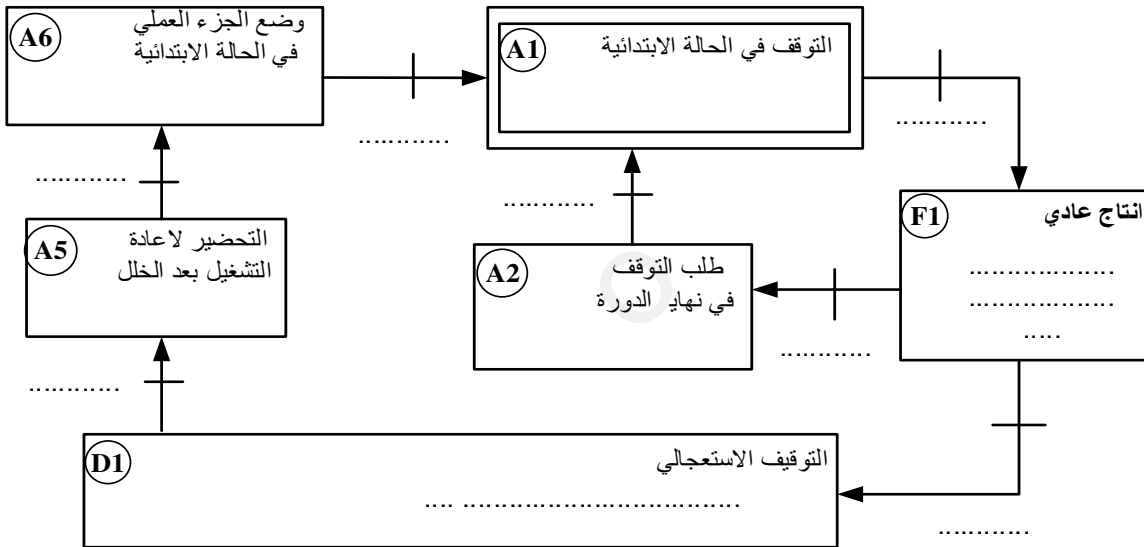 A6
وضع الجزء العملي
في الحالة الابتدائية
A1
التوقف في الحالة الابتدائية
............
............
............
............
F1
انتاج عادي
...................
...................
.....
A5
التحضير لاعادة
التشغيل بعد الخلل
A2
طلب التوقف
في نهاي الدورة
............
............
D1
التوقيف الاستعجالي
.... ....................................
............